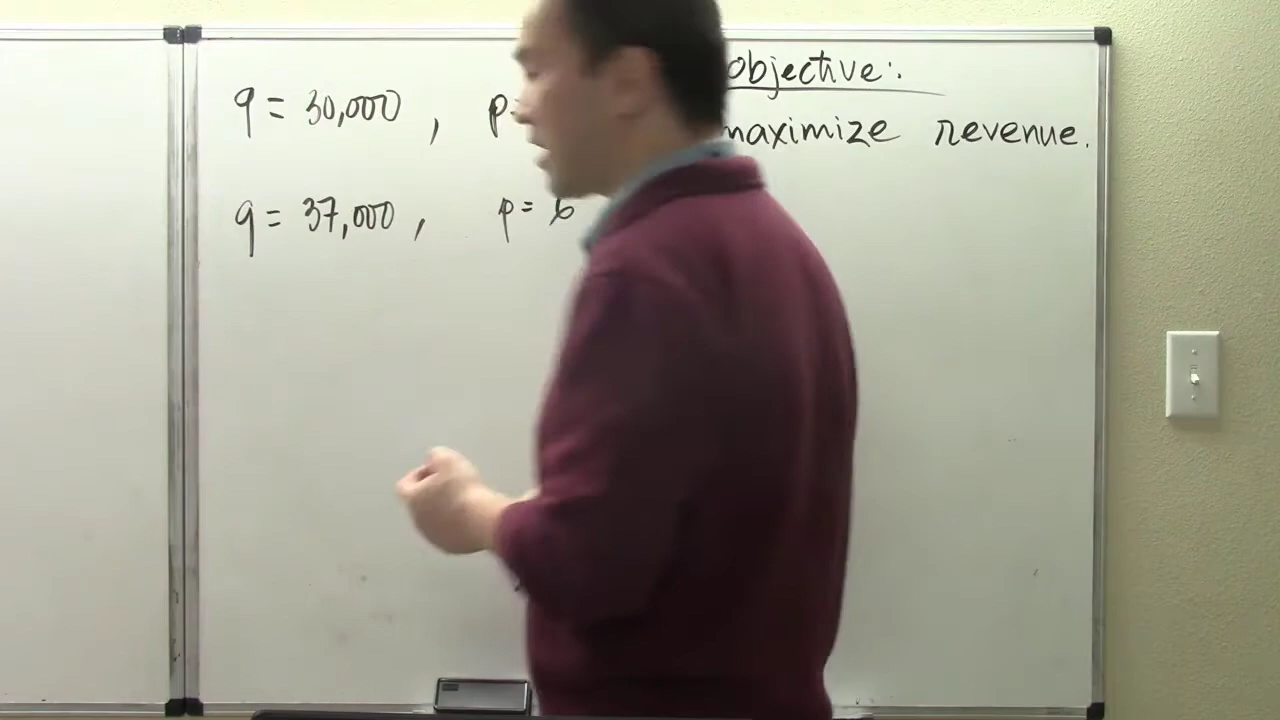 q = 30,000 , p =
objective:
maximize revenue.
q = 37,000 , p = 6